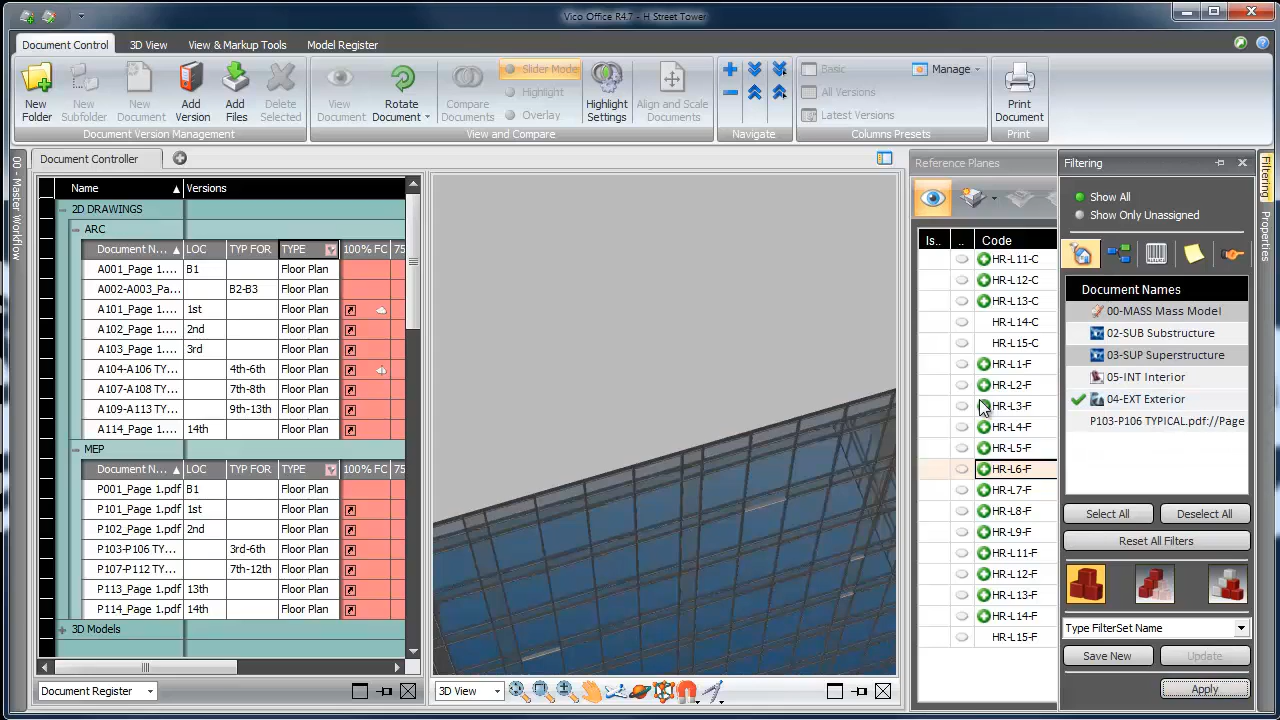 Vico Office R4.7 - H Street Tower
Document Control
3D View
View & Markup Tools
Model Register
New Folder
New Subfolder
New Document
Add Version
Add Files
Delete Selected
Document Version Management
View Document
Rotate Document
Compare Documents
Slider Mode
Highlight
Overlay
Highlight Settings
Align and Scale Documents
View and Compare
Navigate
Basic
All Versions
Latest Versions
Manage
Columns Presets
Print Document
Print
00 - Master Workflow
Document Controller
Name Versions
2D DRAWINGS
ARC
Document N... LOC TYP FOR TYPE 100% FC 75
A001_Page 1.... B1 Floor Plan
A002-A003_Pa... B2-B3 Floor Plan
A101_Page 1.... 1st Floor Plan
A102_Page 1.... 2nd Floor Plan
A103_Page 1.... 3rd Floor Plan
A104-A106 TY... 4th-6th Floor Plan
A107-A108 TY... 7th-8th Floor Plan
A109-A113 TY... 9th-13th Floor Plan
A114_Page 1.... 14th Floor Plan
MEP
Document N... LOC TYP FOR TYPE 100% FC 75
P001_Page 1.pdf B1 Floor Plan
P101_Page 1.pdf 1st Floor Plan
P102_Page 1.pdf 2nd Floor Plan
P103-P106 TY... 3rd-6th Floor Plan
P107-P112 TY... 7th-12th Floor Plan
P113_Page 1.pdf 13th Floor Plan
P114_Page 1.pdf 14th Floor Plan
3D Models
Document Register
3D View
Reference Planes
Is.. .. Code
HR-L11-C
HR-L12-C
HR-L13-C
HR-L14-C
HR-L15-C
HR-L1-F
HR-L2-F
HR-L3-F
HR-L4-F
HR-L5-F
HR-L6-F
HR-L7-F
HR-L8-F
HR-L9-F
HR-L11-F
HR-L12-F
HR-L13-F
HR-L14-F
HR-L15-F
Filtering
Show All
Show Only Unassigned
Document Names
00-MASS Mass Model
02-SUB Substructure
03-SUP Superstructure
05-INT Interior
04-EXT Exterior
P103-P106 TYPICAL.pdf://Page
Select All
Deselect All
Reset All Filters
Type FilterSet Name
Save New
Update
Apply
Filtering
Properties